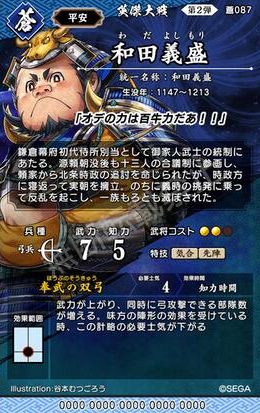 蒼
平安
英傑大戦
第2弾
蒼087
わだよしもり
和田義盛
統一名称:和田義盛
生没年:1147〜1213
「オデの力は百牛力だあ!!」
鎌倉幕府初代侍所別当として御家人武士の統制に
あたる。源頼朝没後も十三人の合議制に参画し、
頼家から北条時政の追討を命じられたが、時政方
に寝返って実朝を擁立。のちに義時の挑発に乗っ
て反乱を起こし、一族もろとも滅ぼされた。
兵種
武力
知力
武将コスト
弓兵
7
5
特技
気合
先陣
ほうぶのそうきゅう
奉武の双弓
必要士気
4
効果時間
知力時間
効果範囲
武力が上がり、同時に弓攻撃できる部隊数
が増える。味方の陣形の効果を受けている
時、この計略の必要士気が下がる
Illustration:谷本むつごろう
©SEGA
0000-0000-0000-0000-0000